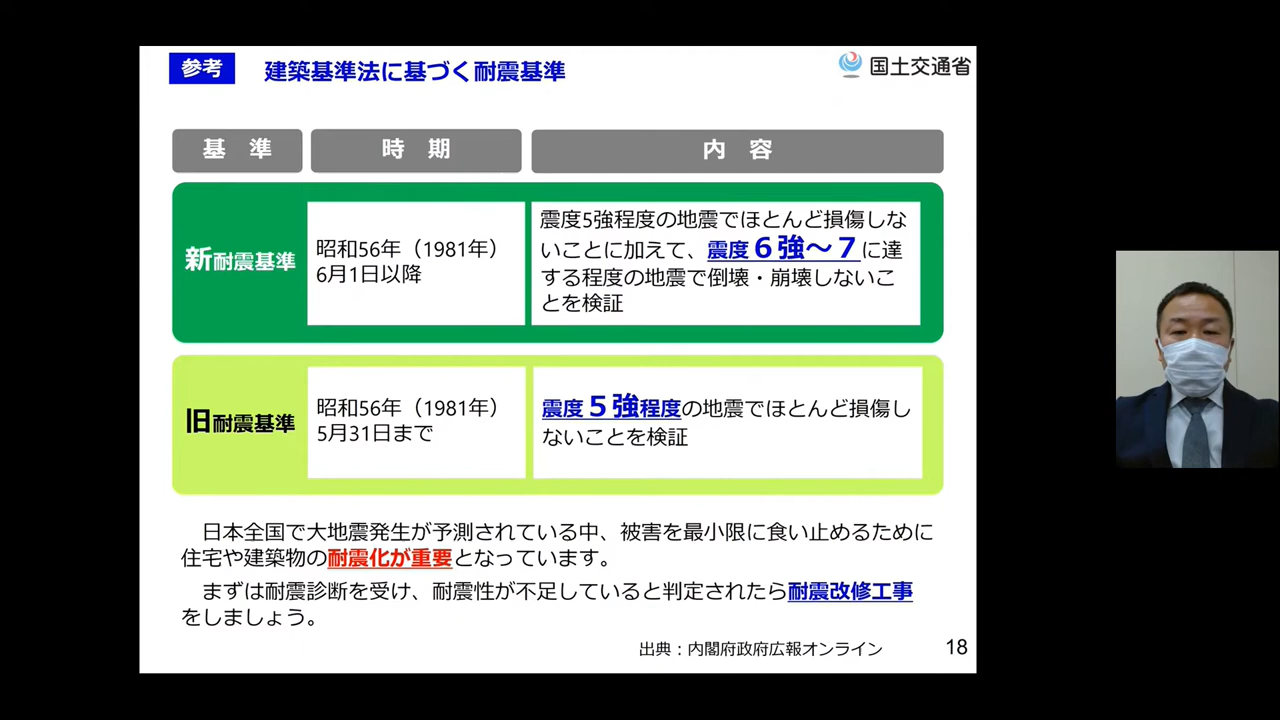 参考
建築基準法に基づく耐震基準
国土交通省
基　準
時　期
内　容
新耐震基準
昭和56年（1981年）
6月1日以降
震度5強程度の地震でほとんど損傷しな
いことに加えて、震度６強～７に達
する程度の地震で倒壊・崩壊しないこ
とを検証
旧耐震基準
昭和56年（1981年）
5月31日まで
震度５強程度の地震でほとんど損傷し
ないことを検証
日本全国で大地震発生が予測されている中、被害を最小限に食い止めるために
住宅や建築物の耐震化が重要となっています。
まずは耐震診断を受け、耐震性が不足していると判定されたら耐震改修工事
をしましょう。
出典：内閣府政府広報オンライン
18